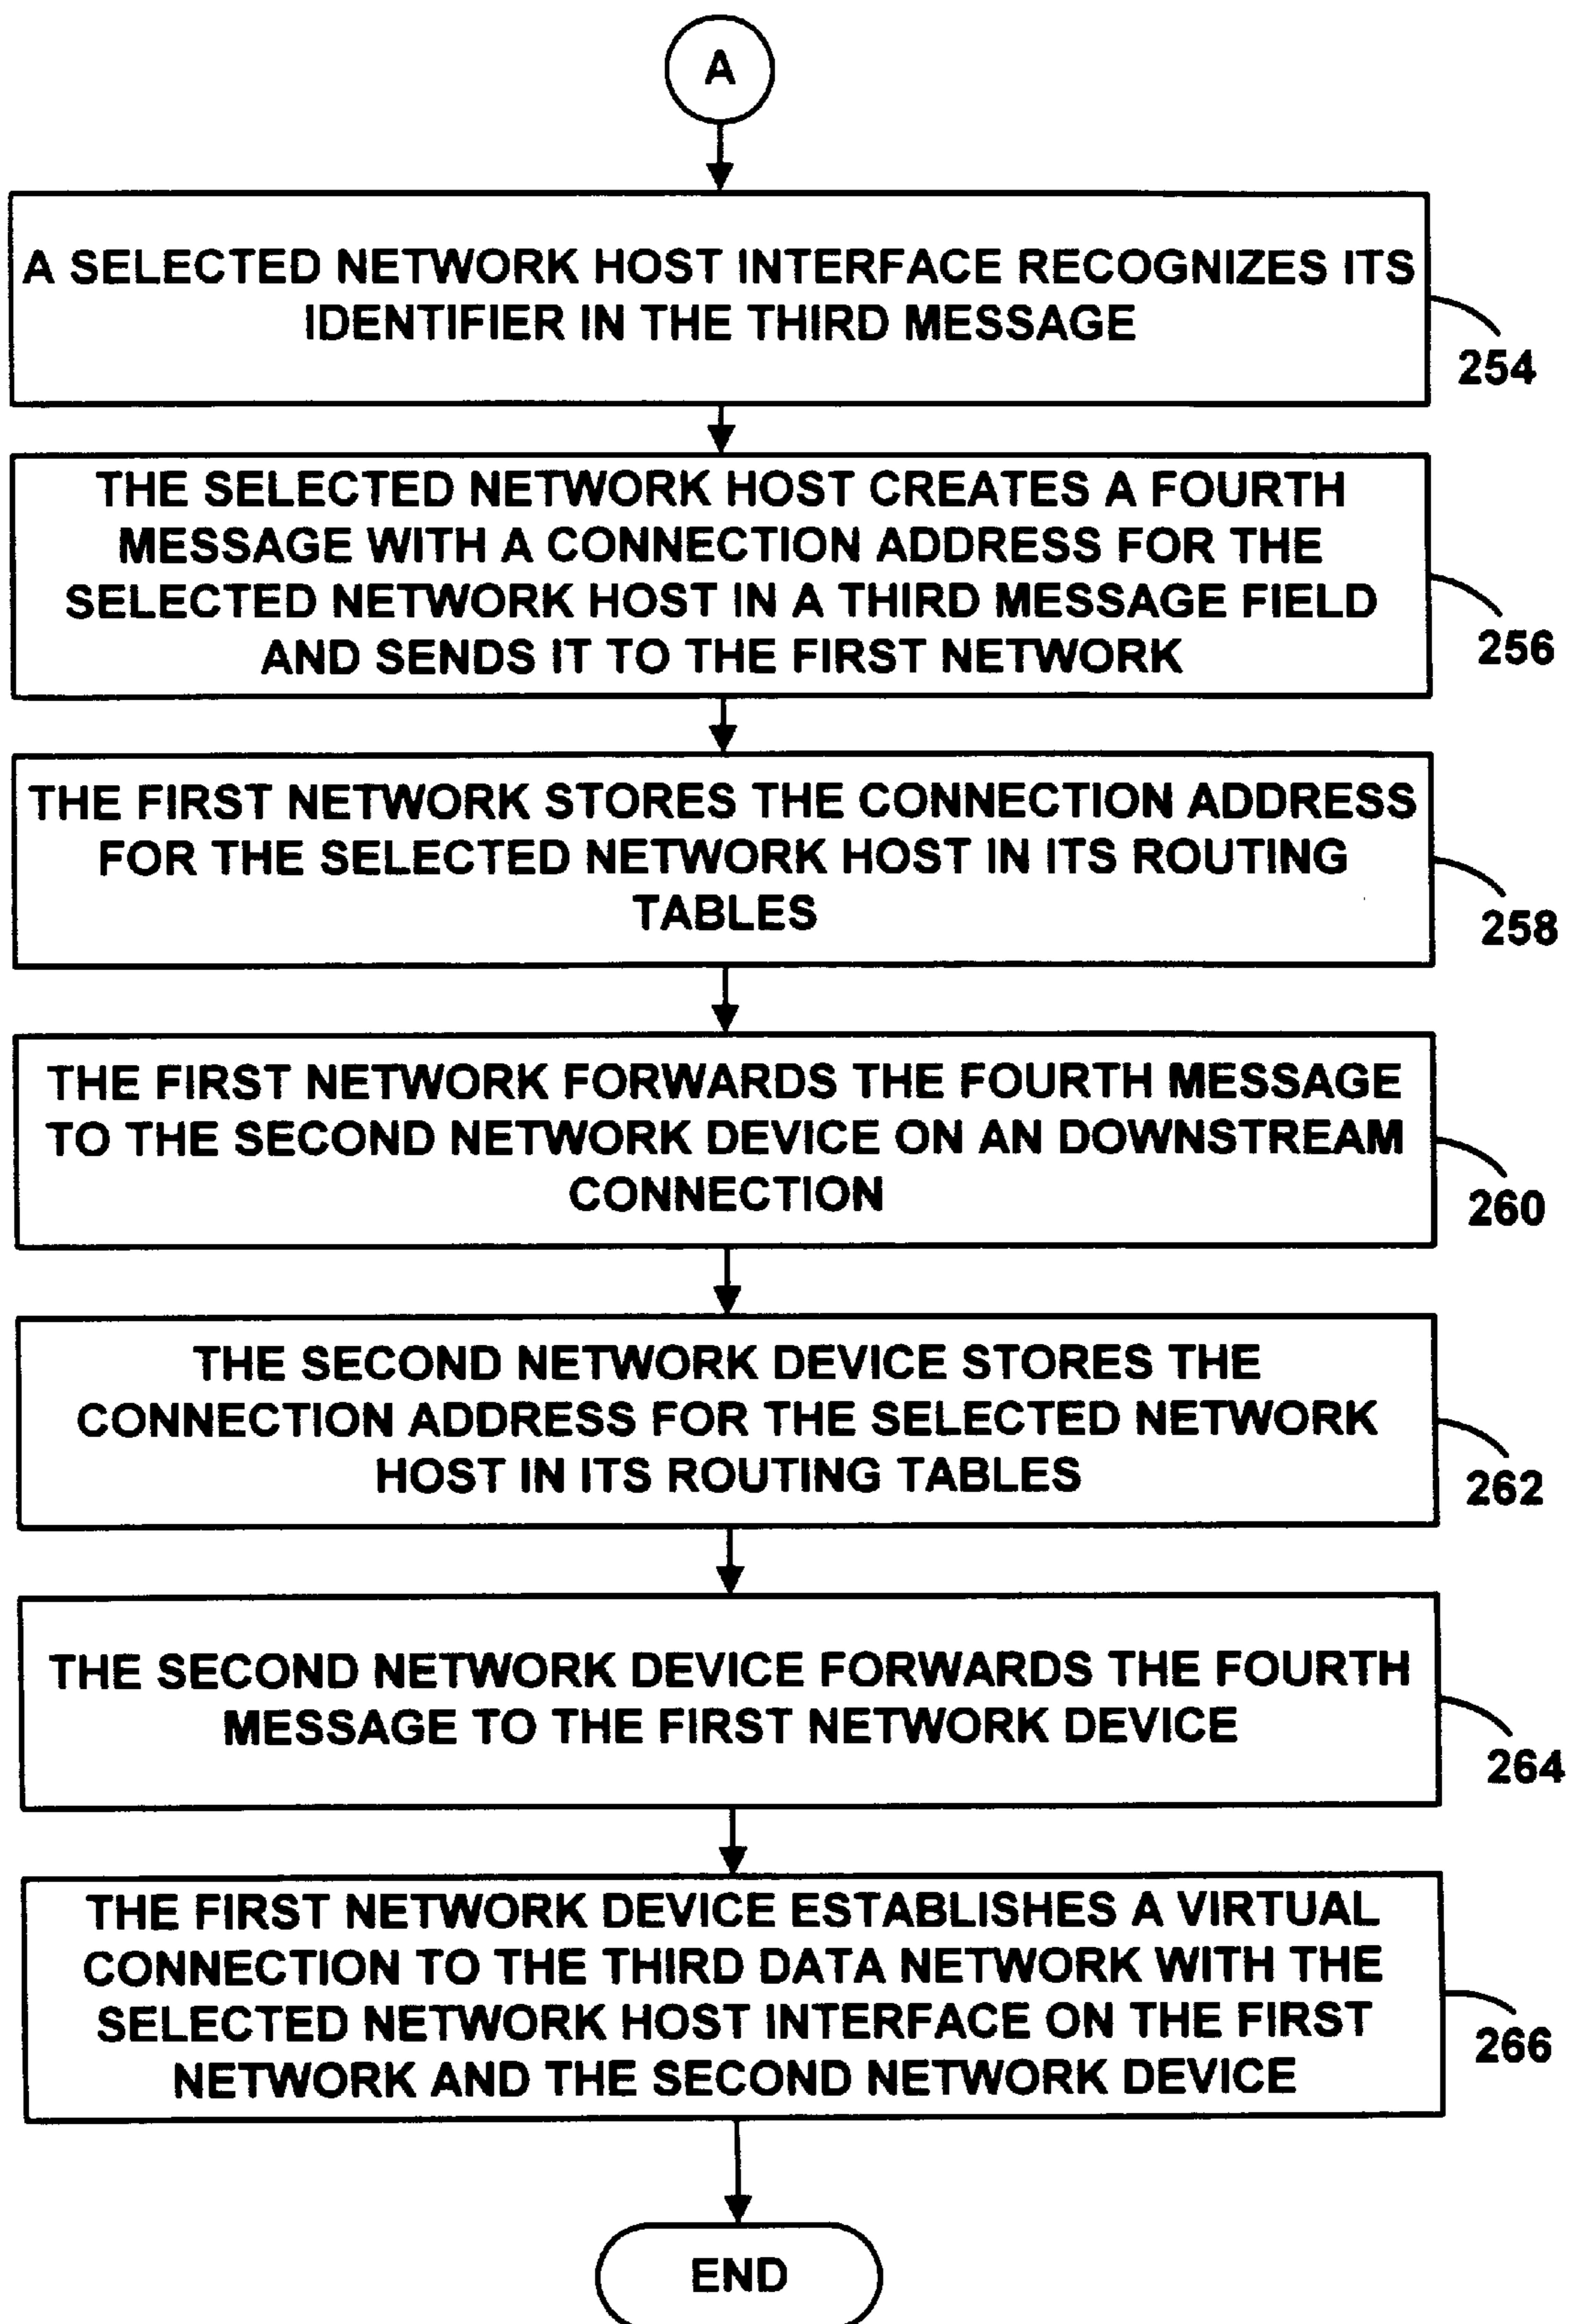 A
A SELECTED NETWORK HOST INTERFACE RECOGNIZES ITS
IDENTIFIER IN THE THIRD MESSAGE
254
THE SELECTED NETWORK HOST CREATES A FOURTH
MESSAGE WITH A CONNECTION ADDRESS FOR THE
SELECTED NETWORK HOST IN A THIRD MESSAGE FIELD
AND SENDS IT TO THE FIRST NETWORK
256
THE FIRST NETWORK STORES THE CONNECTION ADDRESS
FOR THE SELECTED NETWORK HOST IN ITS ROUTING
TABLES
258
THE FIRST NETWORK FORWARDS THE FOURTH MESSAGE
TO THE SECOND NETWORK DEVICE ON AN DOWNSTREAM
CONNECTION
260
THE SECOND NETWORK DEVICE STORES THE
CONNECTION ADDRESS FOR THE SELECTED NETWORK
HOST IN ITS ROUTING TABLES
262
THE SECOND NETWORK DEVICE FORWARDS THE FOURTH
MESSAGE TO THE FIRST NETWORK DEVICE
264
THE FIRST NETWORK DEVICE ESTABLISHES A VIRTUAL
CONNECTION TO THE THIRD DATA NETWORK WITH THE
SELECTED NETWORK HOST INTERFACE ON THE FIRST
NETWORK AND THE SECOND NETWORK DEVICE
266
END